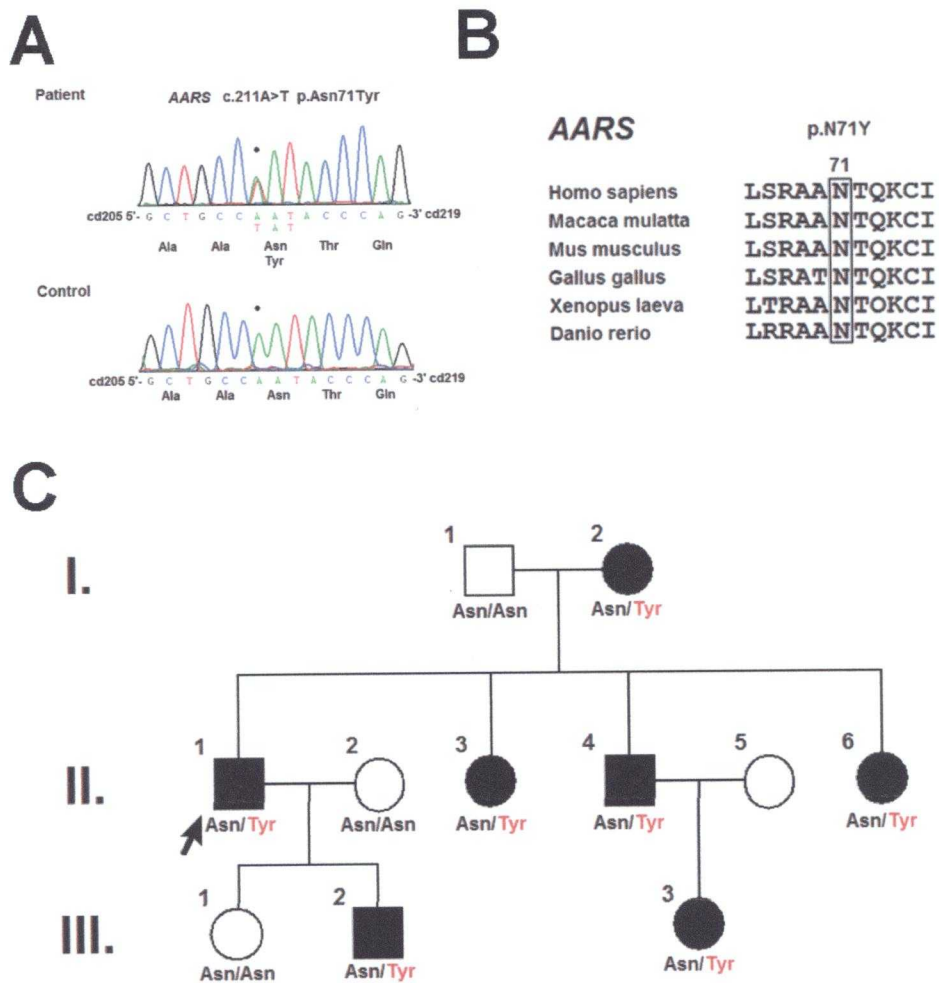 A
Patient AARS c.211A>T p.Asn71Tyr
cd205 5'- G C T G C C A A T A C C C A G -3' cd219
T A T
Ala Ala Asn Thr Gln
Tyr
Control
cd205 5'- G C T G C C A A T A C C C A G -3' cd219
Ala Ala Asn Thr Gln
B
AARS p.N71Y
71
Homo sapiens LSRAANTQKCI
Macaca mulatta LSRAANTQKCI
Mus musculus LSRAANTQKCI
Gallus gallus LSRATNTQKCI
Xenopus laeva LTRAANTOKCI
Danio rerio LRRAANTQKCI
C
I.
1 2
Asn/Asn Asn/Tyr
II.
1 2 3 4 5 6
Asn/Tyr Asn/Asn Asn/Tyr Asn/Tyr Asn/Tyr
III.
1 2 3
Asn/Asn Asn/Tyr Asn/Tyr